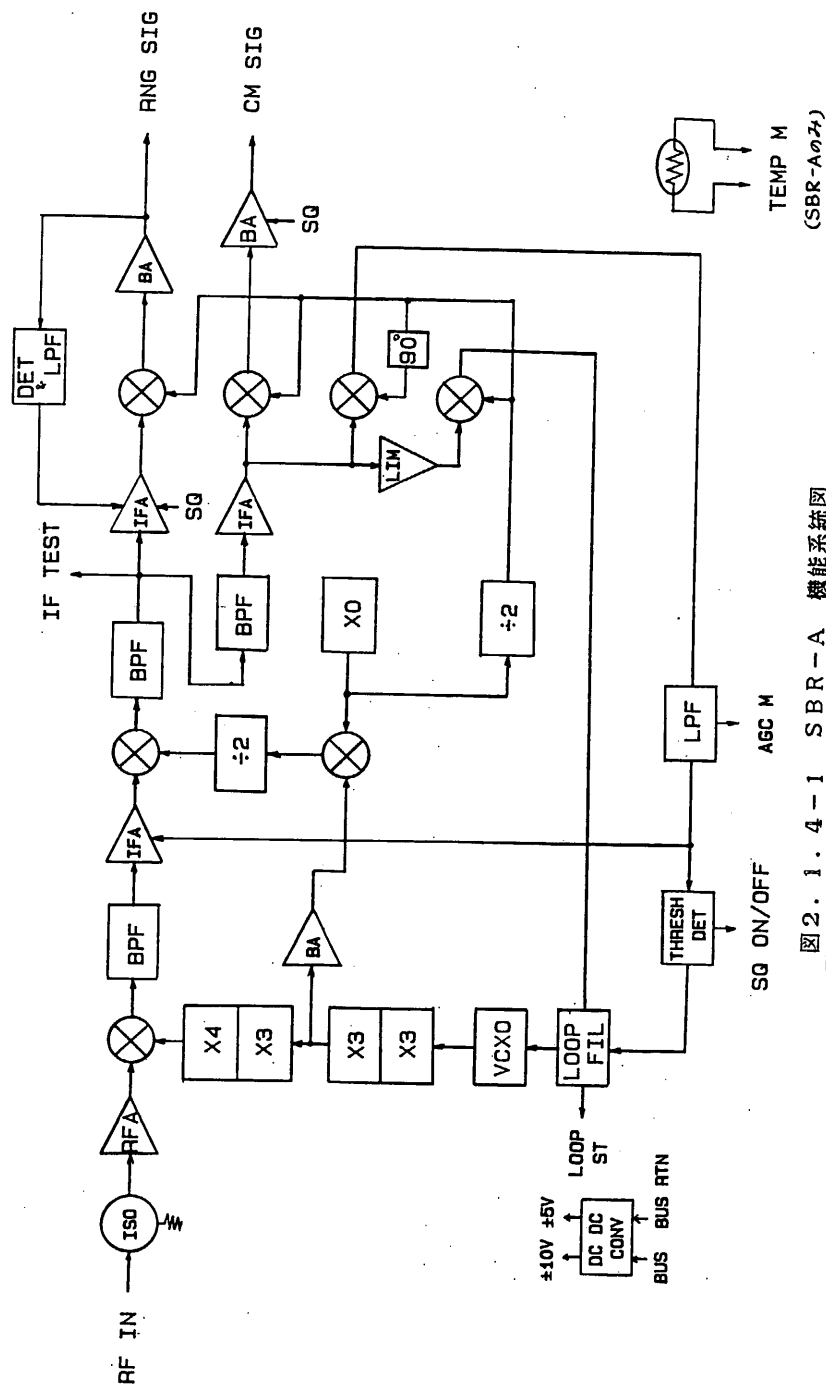 RF IN
ISO
RFA
BPF
IFA
BPF
IF TEST
IFA
SQ
DET
& LPF
BA
RNG SIG
BPF
IFA
BA
SQ
CM SIG
LIM
90°
÷2
XO
÷2
BA
X4
X3
X3
X3
VCXO
LOOP
FIL
LOOP
ST
THRESH
DET
SQ ON/OFF
LPF
AGC M
±10V ±5V
DC DC
CONV
BUS BUS RTN
TEMP M
(SBR-Aのみ)
図2.1.4-1 SBR-A 機能系統図